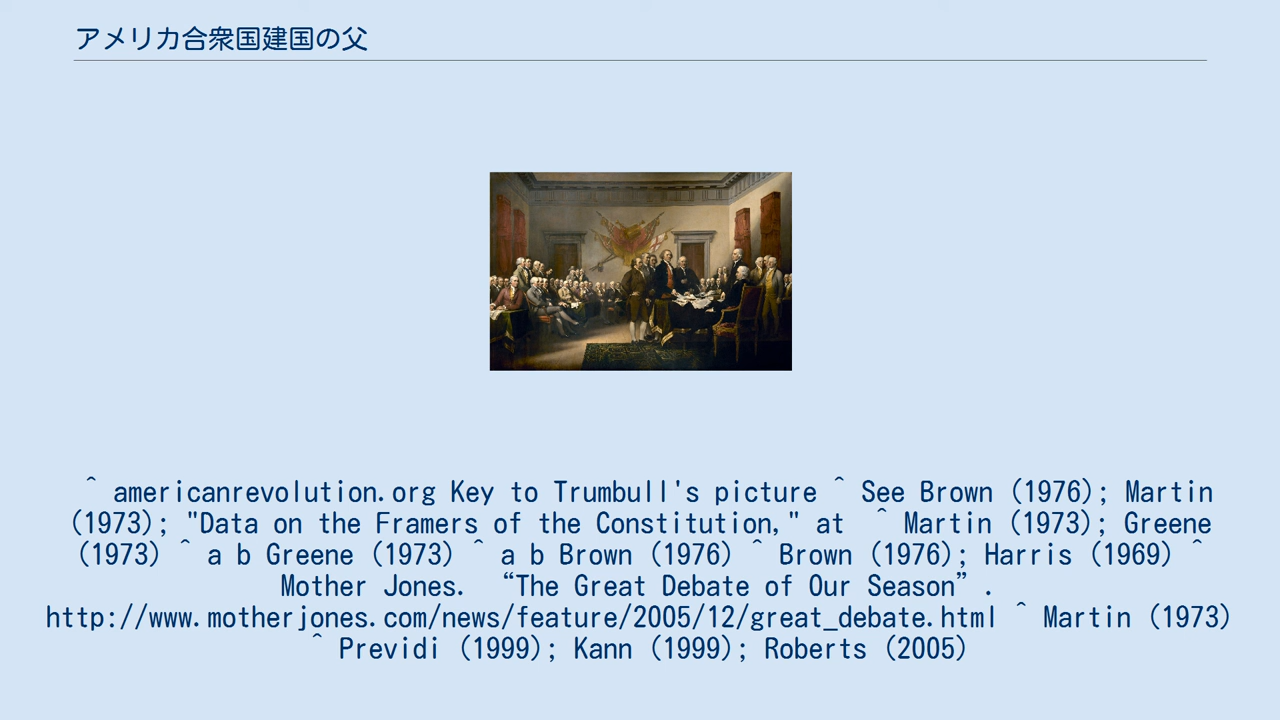 アメリカ合衆国建国の父
^ americanrevolution.org Key to Trumbull's picture ^ See Brown (1976); Martin
(1973); "Data on the Framers of the Constitution," at ^ Martin (1973); Greene
(1973) ^ a b Greene (1973) ^ a b Brown (1976) ^ Brown (1976); Harris (1969) ^
Mother Jones. “The Great Debate of Our Season”.
http://www.motherjones.com/news/feature/2005/12/great_debate.html ^ Martin (1973)
^ Previdi (1999); Kann (1999); Roberts (2005)